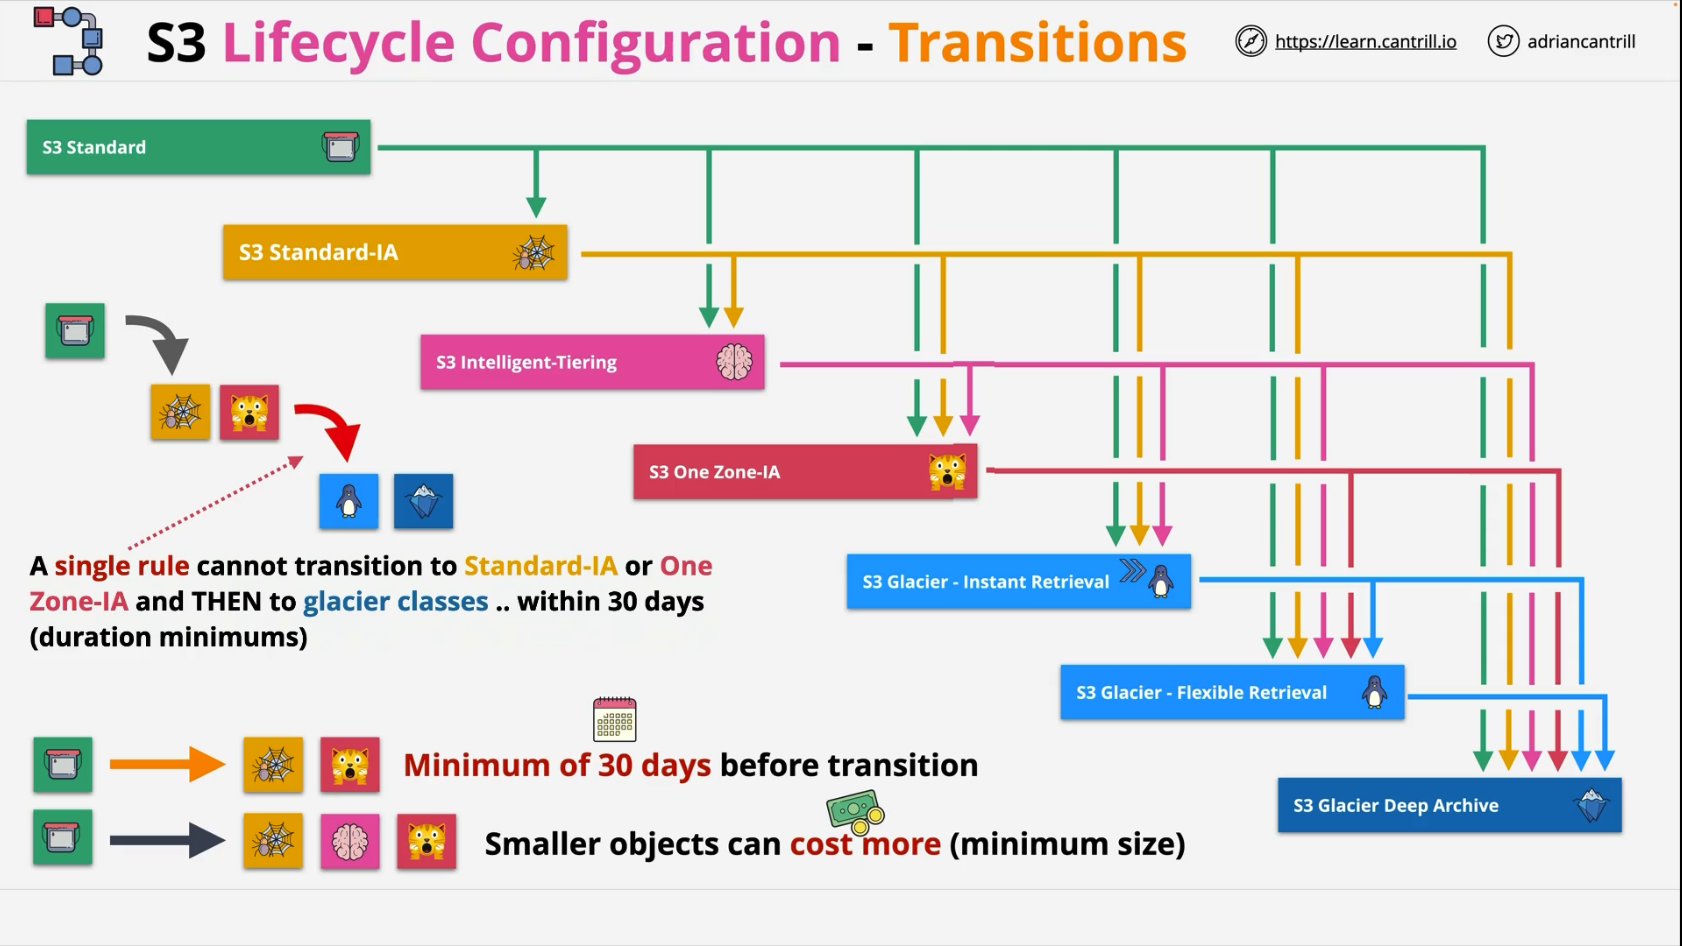 S3 Lifecycle Configuration - Transitions
https://learn.cantrill.io
adriancantrill
S3 Standard
S3 Standard-IA
S3 Intelligent-Tiering
S3 One Zone-IA
S3 Glacier - Instant Retrieval
S3 Glacier - Flexible Retrieval
S3 Glacier Deep Archive
A single rule cannot transition to Standard-IA or One
Zone-IA and THEN to glacier classes .. within 30 days
(duration minimums)
Minimum of 30 days before transition
Smaller objects can cost more (minimum size)